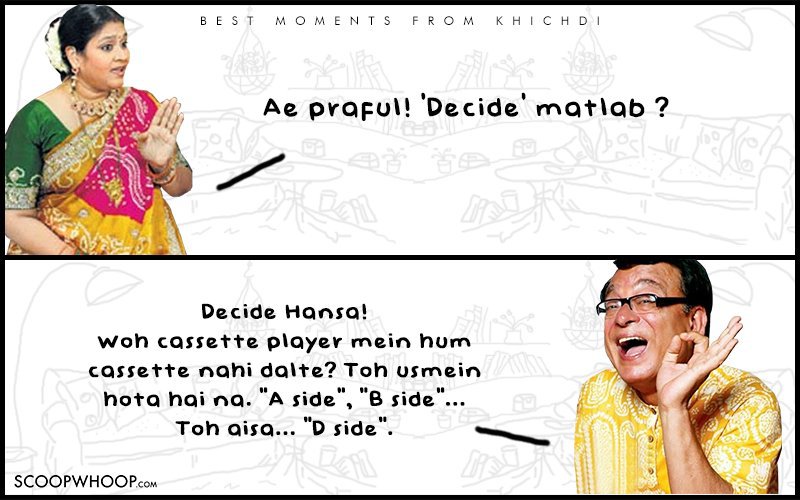 BEST MOMENTS FROM KHICHDI
Ae praful! 'Decide' matlab ?
Decide Hansa!
Woh cassette player mein hum
cassette nahi dalte? Toh usmein
hota hai na. "A side", "B side"...
Toh aisa... "D side".
SCOOPWHOOP.COM